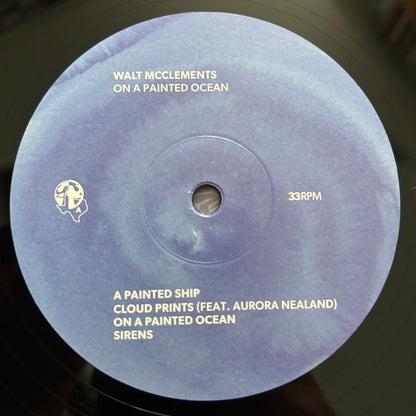 WALT MCCLEMENTS
ON A PAINTED OCEAN
A
33RPM
A PAINTED SHIP
CLOUD PRINTS (FEAT. AURORA NEALAND)
ON A PAINTED OCEAN
SIRENS